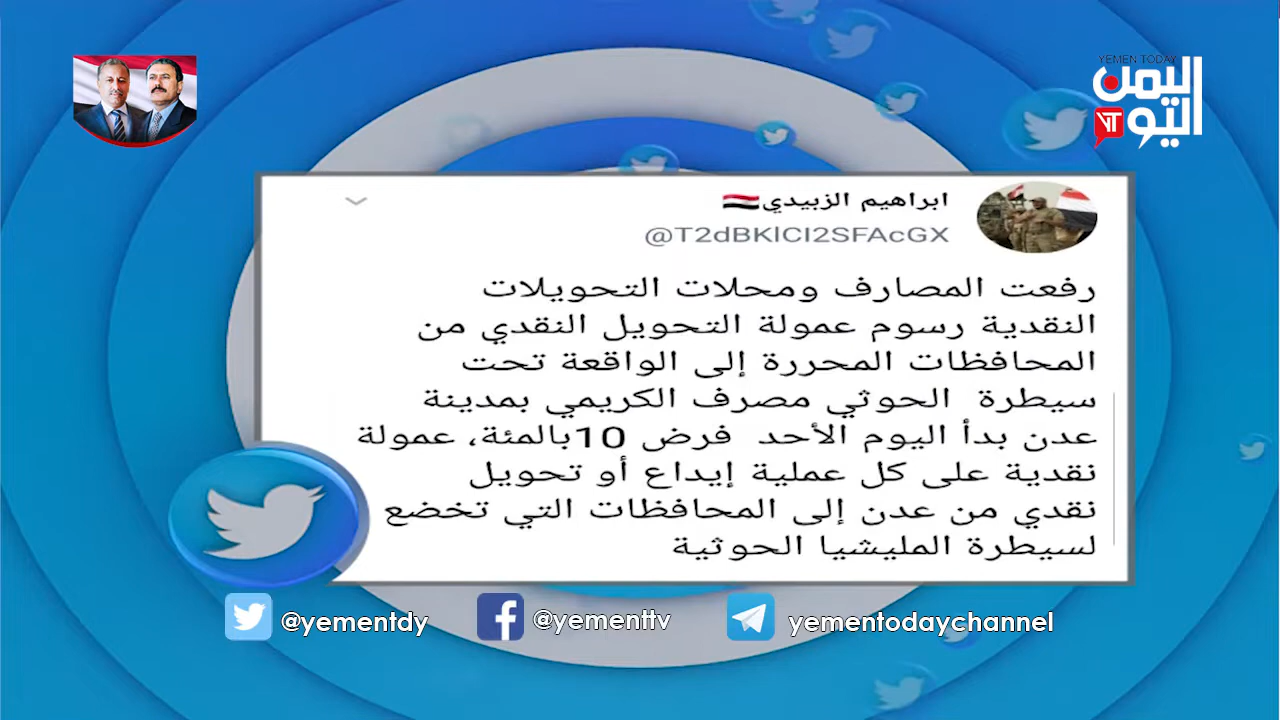 YEMEN TODAY
اليمن
اليوم
YT
ابراهيم الزبيدي
@T2dBKlCI2SFAcGX
رفعت المصارف ومحلات التحويلات
النقدية رسوم عمولة التحويل النقدي من
المحافظات المحررة إلى الواقعة تحت
سيطرة الحوثي مصرف الكريمي بمدينة
عدن بدأ اليوم الأحد فرض 10بالمئة، عمولة
نقدية على كل عملية إيداع أو تحويل
نقدي من عدن إلى المحافظات التي تخضع
لسيطرة المليشيا الحوثية
@yementdy @yementtv yementodaychannel